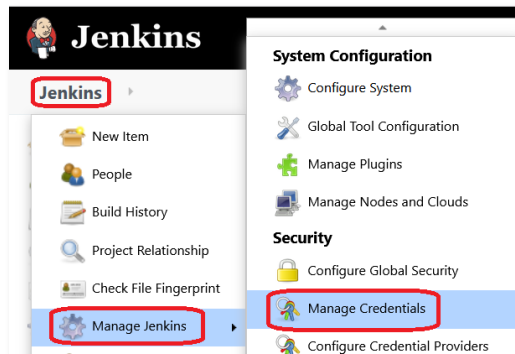 Jenkins
Jenkins
New Item
People
Build History
Project Relationship
Check File Fingerprint
Manage Jenkins
System Configuration
Configure System
Global Tool Configuration
Manage Plugins
Manage Nodes and Clouds
Security
Configure Global Security
Manage Credentials
Configure Credential Providers